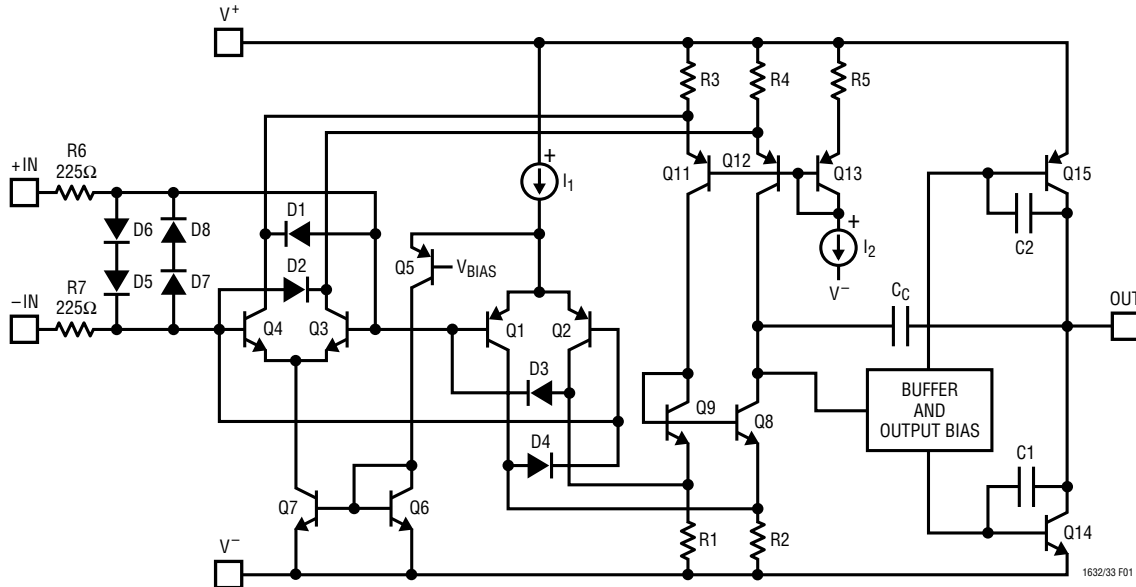 V+
R3
R4
R5
+IN
R6
225Ω
Q11
Q12
Q13
Q15
I1
D6
D8
D1
C2
I2
Q5
VBIAS
V−
D2
−IN
R7
225Ω
D5
D7
CC
OUT
Q4
Q3
Q1
Q2
D3
Q9
Q8
BUFFER
AND
OUTPUT BIAS
D4
C1
Q7
Q6
R1
R2
Q14
V−
1632/33 F01